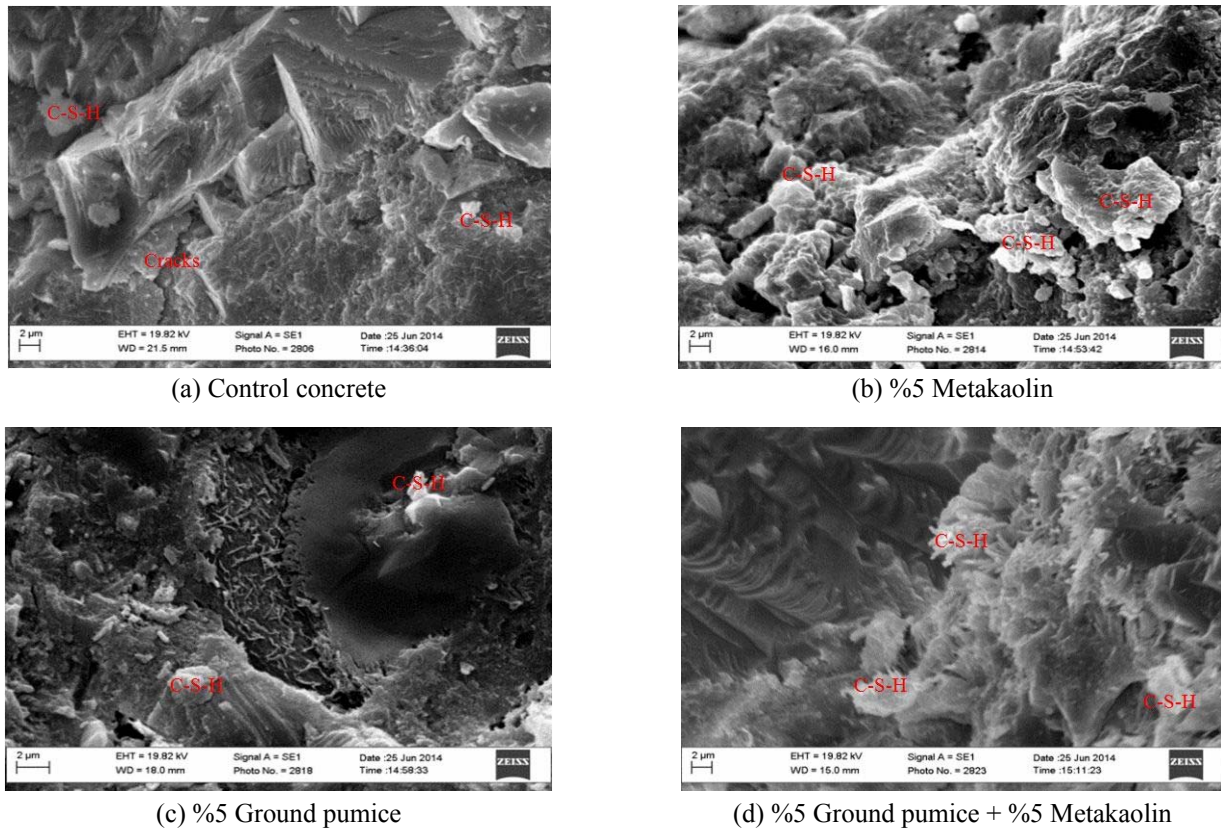 C-S-H
C-S-H
Cracks
2 µm
EHT = 19.82 kV Signal A = SE1 Date :25 Jun 2014
WD = 21.5 mm Photo No. = 2806 Time :14:36:04
ZEISS
(a) Control concrete
C-S-H
C-S-H
C-S-H
2 µm
EHT = 19.82 kV Signal A = SE1 Date :25 Jun 2014
WD = 16.0 mm Photo No. = 2814 Time :14:53:42
ZEISS
(b) %5 Metakaolin
C-S-H
C-S-H
2 µm
EHT = 19.82 kV Signal A = SE1 Date :25 Jun 2014
WD = 18.0 mm Photo No. = 2818 Time :14:58:33
ZEISS
(c) %5 Ground pumice
C-S-H
C-S-H
C-S-H
2 µm
EHT = 19.82 kV Signal A = SE1 Date :25 Jun 2014
WD = 15.0 mm Photo No. = 2823 Time :15:11:23
ZEISS
(d) %5 Ground pumice + %5 Metakaolin